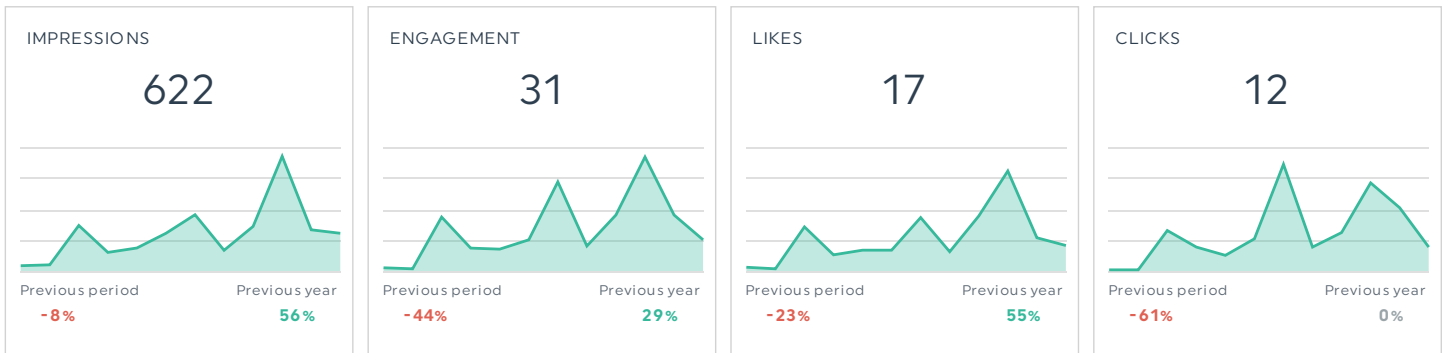 IMPRESSIONS
622
Previous period Previous year
-8% 56%
ENGAGEMENT
31
Previous period Previous year
-44% 29%
LIKES
17
Previous period Previous year
-23% 55%
CLICKS
12
Previous period Previous year
-61% 0%